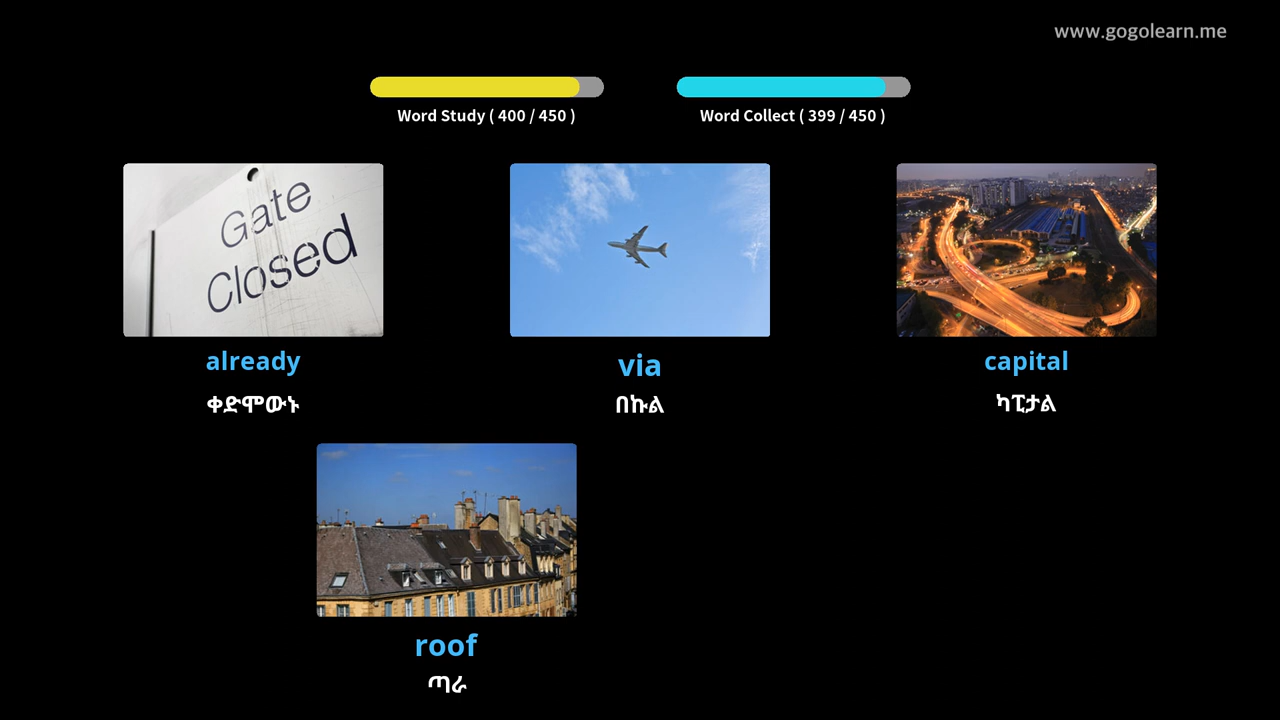 www.gogolearn.me
Word Study ( 400 / 450 )
Word Collect ( 399 / 450 )
Gate
Closed
already
via
capital
ቀድሞውኑ
በኩል
ካፒታል
roof
ጣራ